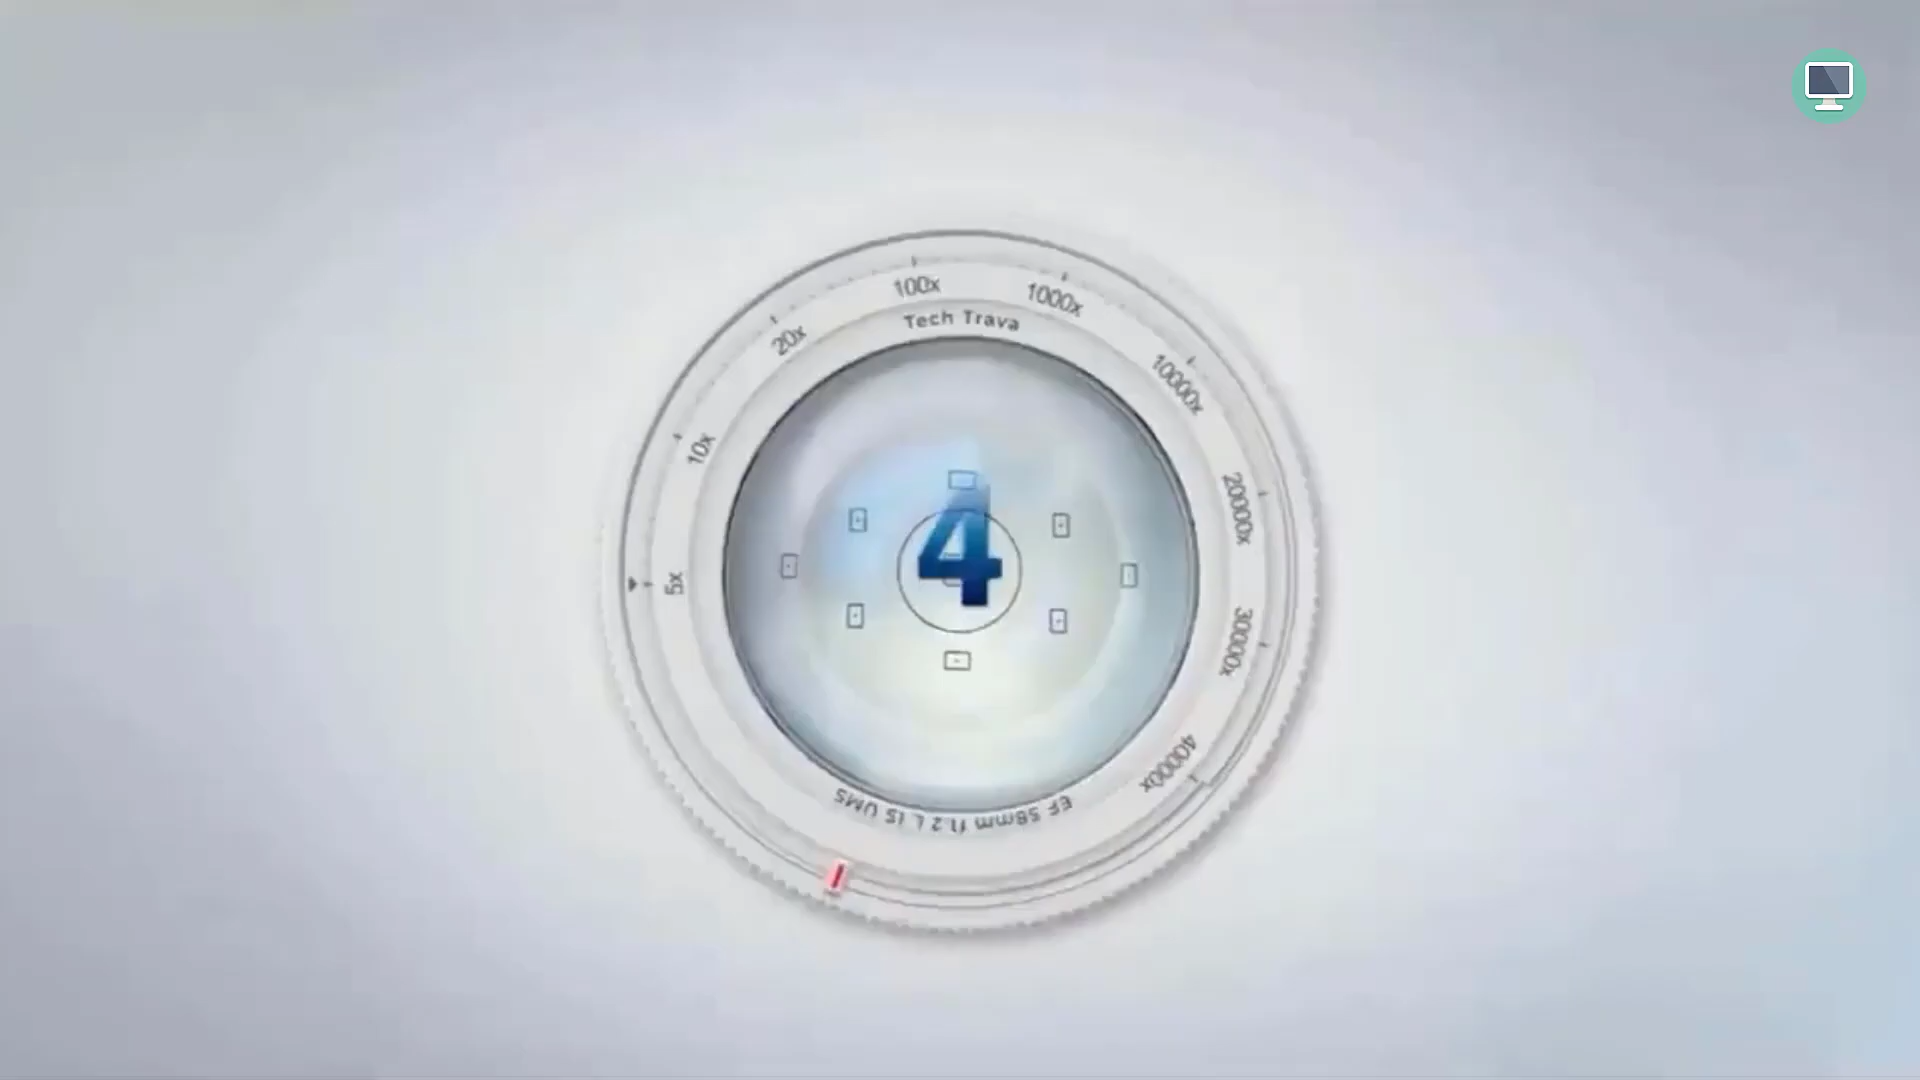 100x
1000x
20x
Tech Trava
10000x
10x
20000x
4
5x
30000x
40000x
EF 58mm f1.2 L IS UMS